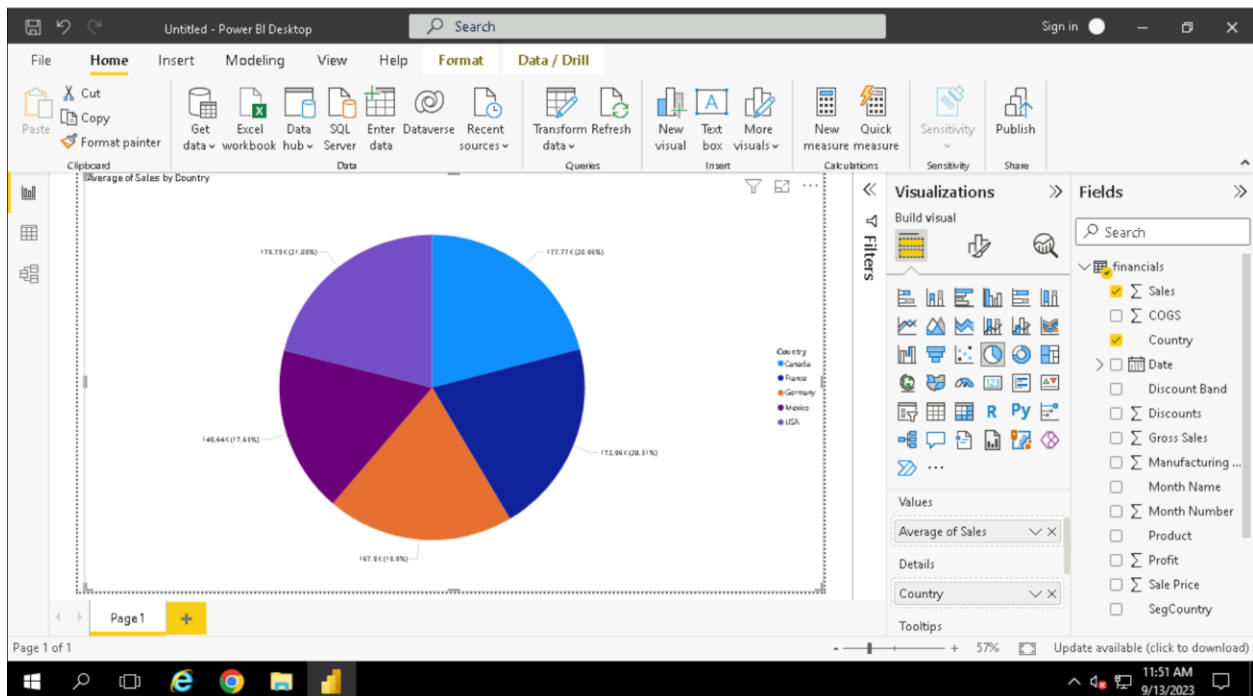 Untitled - Power BI Desktop
Search
Sign in
File Home Insert Modeling View Help Format Data / Drill
Paste
Cut
Copy
Format painter
Clipboard
Get data
Excel workbook
Data hub
SQL Server
Enter data
Dataverse
Recent sources
Data
Transform data
Refresh
Queries
New visual
Text box
More visuals
Insert
New measure
Quick measure
Calculations
Sensitivity
Sensitivity
Publish
Share
Average of Sales by Country
Country
Canada
France
Germany
Mexico
USA
Filters
Visualizations
Build visual
123
R
Py
Values
Average of Sales
Details
Country
Tooltips
Fields
Search
financials
Sales
COGS
Country
Date
Discount Band
Discounts
Gross Sales
Manufacturing ...
Month Name
Month Number
Product
Profit
Sale Price
SegCountry
Page 1
Page 1 of 1
- + 57%
Update available (click to download)
11:51 AM
9/13/2023